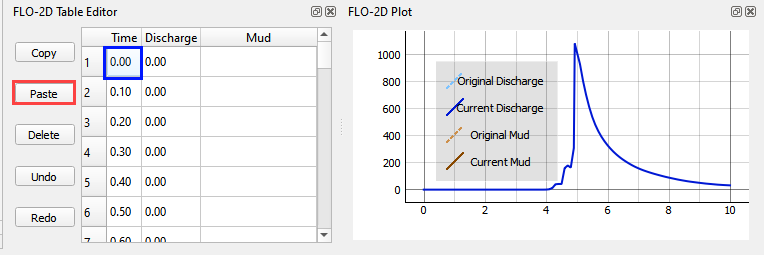 FLO-2D Table Editor
Copy
Paste
Delete
Undo
Redo
Time Discharge Mud
1 0.00 0.00
2 0.10 0.00
3 0.20 0.00
4 0.30 0.00
5 0.40 0.00
6 0.50 0.00
7 0.60 0.00
FLO-2D Plot
1000
800
600
400
200
0
Original Discharge
Current Discharge
Original Mud
Current Mud
0 2 4 6 8 10